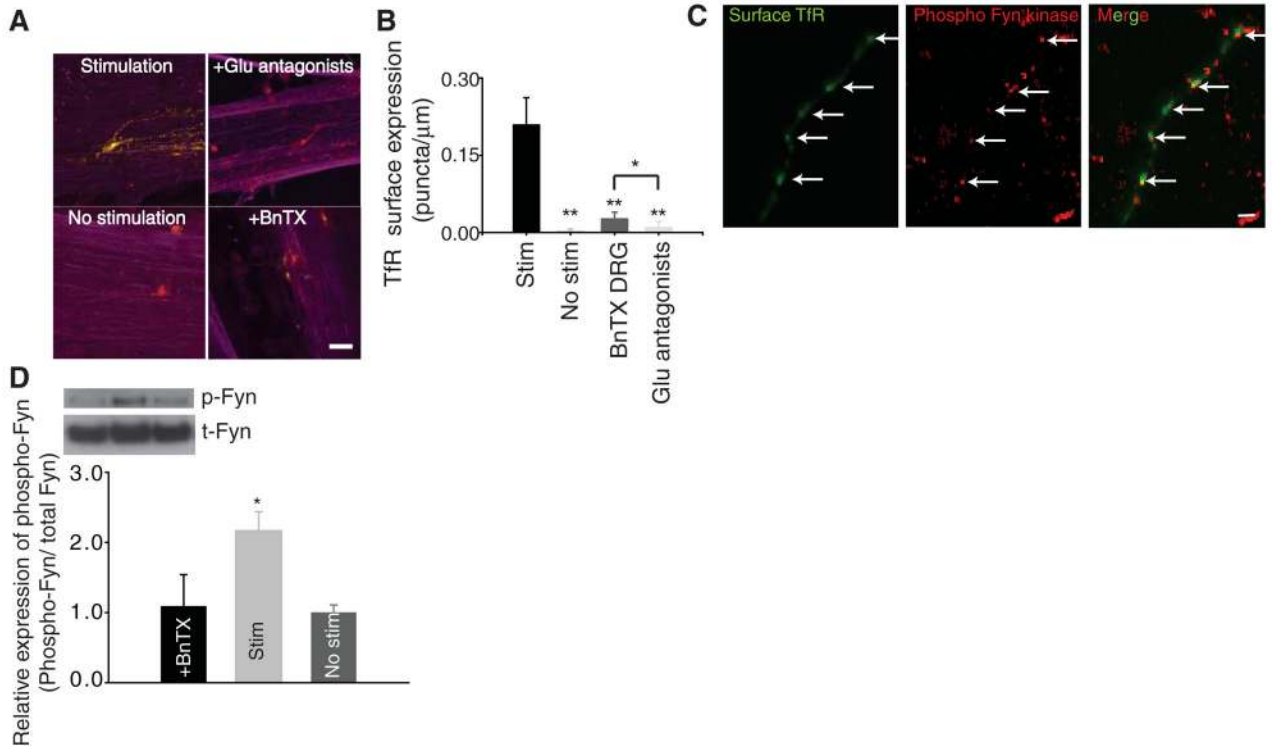 A
Stimulation
+Glu antagonists
No stimulation
+BnTX
B
TfR surface expression
(puncta/μm)
0.30
0.15
0.00
**
**
*
**
Stim
No stim
BnTX DRG
Glu antagonists
C
Surface TfR
Phospho Fyn kinase
Merge
D
p-Fyn
t-Fyn
Relative expression of phospho-Fyn
(Phospho-Fyn/ total Fyn)
3.0
2.0
1.0
0.0
*
+BnTX
Stim
No stim